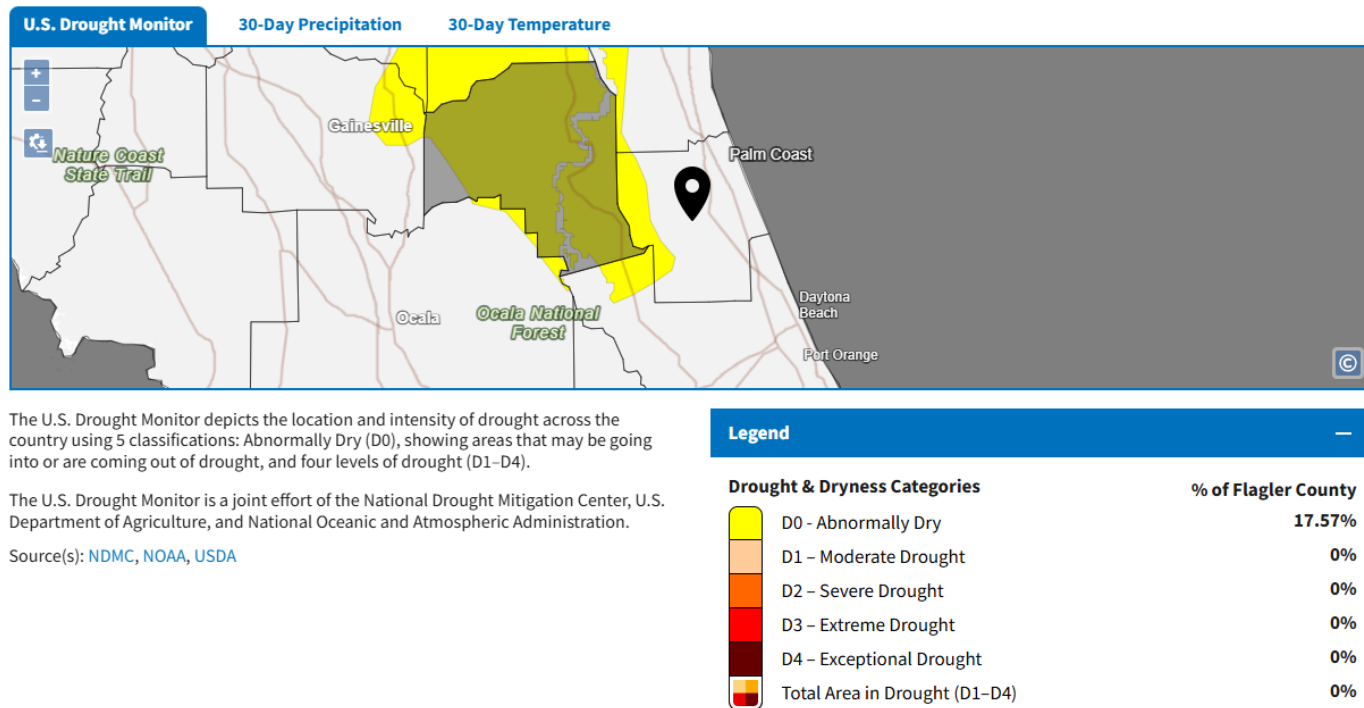 U.S. Drought Monitor
30-Day Precipitation
30-Day Temperature
+
−
Gainesville
Nature Coast
State Trail
Palm Coast
Ocala
Ocala National
Forest
Daytona
Beach
Port Orange
©
The U.S. Drought Monitor depicts the location and intensity of drought across the
country using 5 classifications: Abnormally Dry (D0), showing areas that may be going
into or are coming out of drought, and four levels of drought (D1–D4).
The U.S. Drought Monitor is a joint effort of the National Drought Mitigation Center, U.S.
Department of Agriculture, and National Oceanic and Atmospheric Administration.
Source(s): NDMC, NOAA, USDA
Legend
Drought & Dryness Categories % of Flagler County
D0 - Abnormally Dry 17.57%
D1 – Moderate Drought 0%
D2 – Severe Drought 0%
D3 – Extreme Drought 0%
D4 – Exceptional Drought 0%
Total Area in Drought (D1–D4) 0%